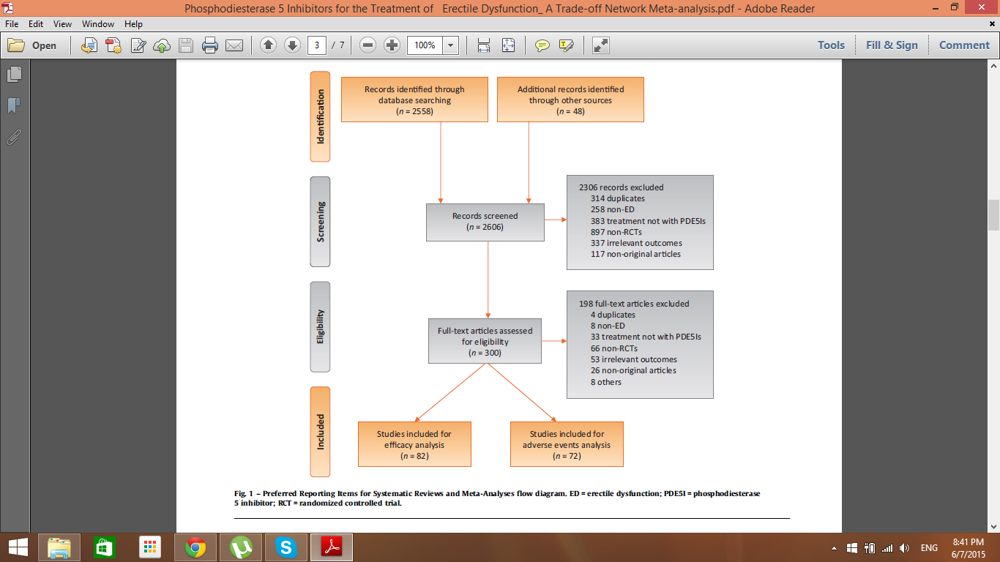 Phosphodiesterase 5 Inhibitors for the Treatment of Erectile Dysfunction_ A Trade-off Network Meta-analysis.pdf - Adobe Reader
File Edit View Window Help
Open
3 / 7
100%
Tools
Fill & Sign
Comment
Identification
Records identified through
database searching
(n = 2558)
Additional records identified
through other sources
(n = 48)
Screening
Records screened
(n = 2606)
2306 records excluded
314 duplicates
258 non-ED
383 treatment not with PDE5Is
897 non-RCTs
337 irrelevant outcomes
117 non-original articles
Eligibility
Full-text articles assessed
for eligibility
(n = 300)
198 full-text articles excluded
4 duplicates
8 non-ED
33 treatment not with PDE5Is
66 non-RCTs
53 irrelevant outcomes
26 non-original articles
8 others
Included
Studies included for
efficacy analysis
(n = 82)
Studies included for
adverse events analysis
(n = 72)
Fig. 1 – Preferred Reporting Items for Systematic Reviews and Meta-Analyses flow diagram. ED = erectile dysfunction; PDE5I = phosphodiesterase
5 inhibitor; RCT = randomized controlled trial.
ENG
8:41 PM
6/7/2015